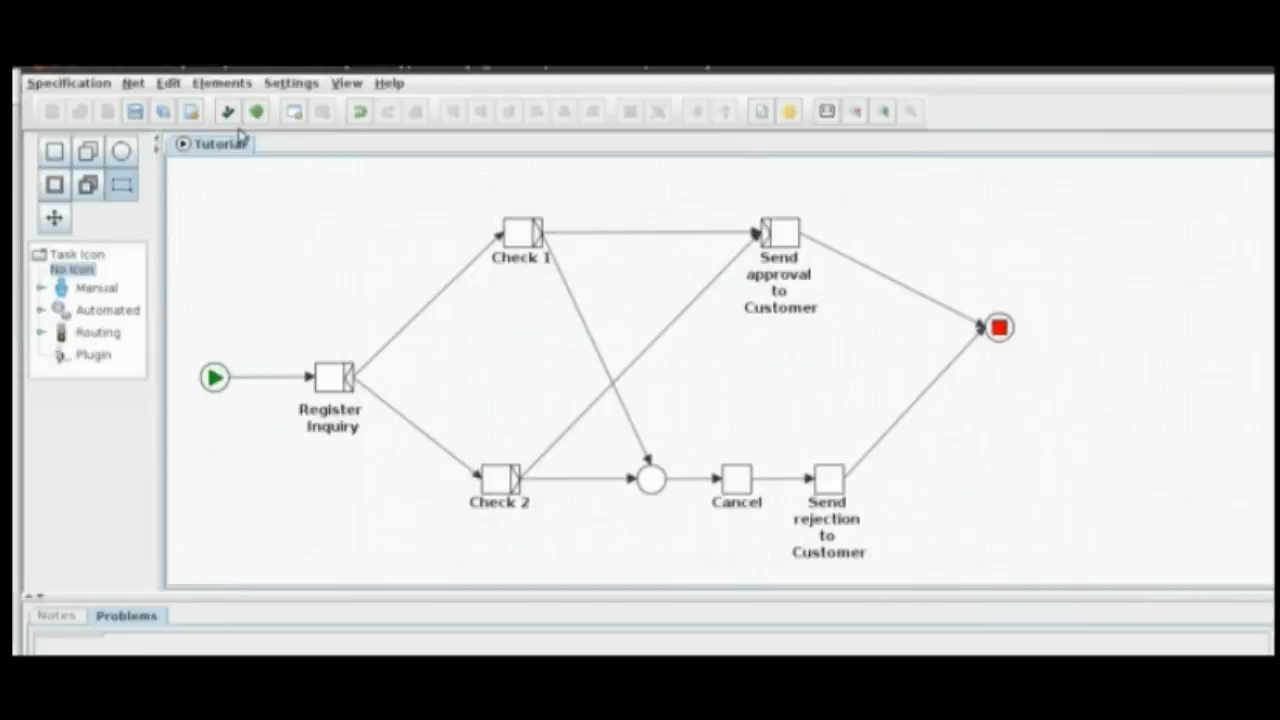 Specification Net Edit Elements Settings View Help
Tutorial
Task Icon
No Icon
Manual
Automated
Routing
Plugin
Check 1
Send
approval
to
Customer
Register
Inquiry
Check 2
Cancel
Send
rejection
to
Customer
Notes Problems